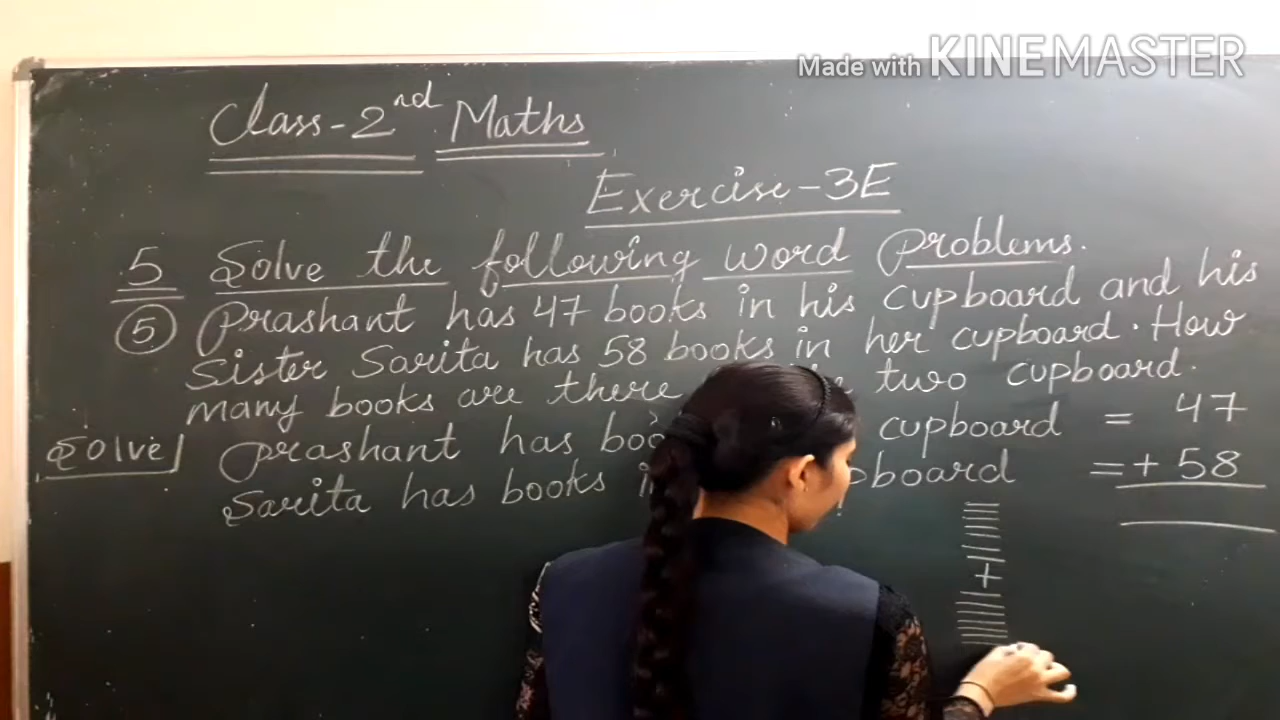 Made with KINEMASTER
Class-2nd Maths
Exercise-3E
5 Solve the following word problems.
(5) Prashant has 47 books in his cupboard and his
Sister Sarita has 58 books in her cupboard. How
many books are there two cupboard.
Solve Prashant has cupboard = 47
Sarita has books =+ 58
+